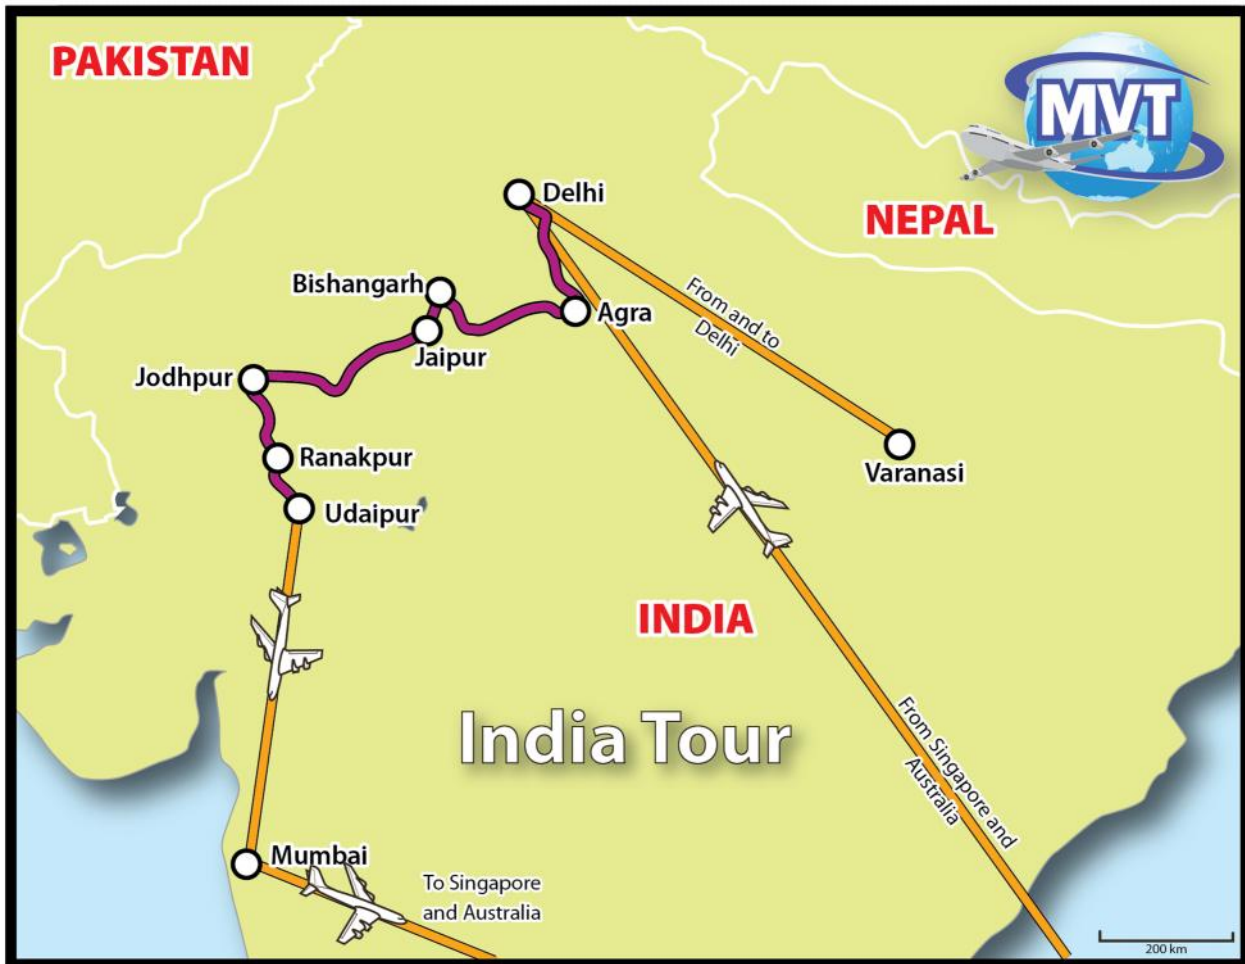 PAKISTAN
MVT
NEPAL
Delhi
Bishangarh
Agra
From and to
Delhi
Jaipur
Jodhpur
Ranakpur
Varanasi
Udaipur
INDIA
India Tour
From Singapore and
Australia
Mumbai
To Singapore
and Australia
200 km